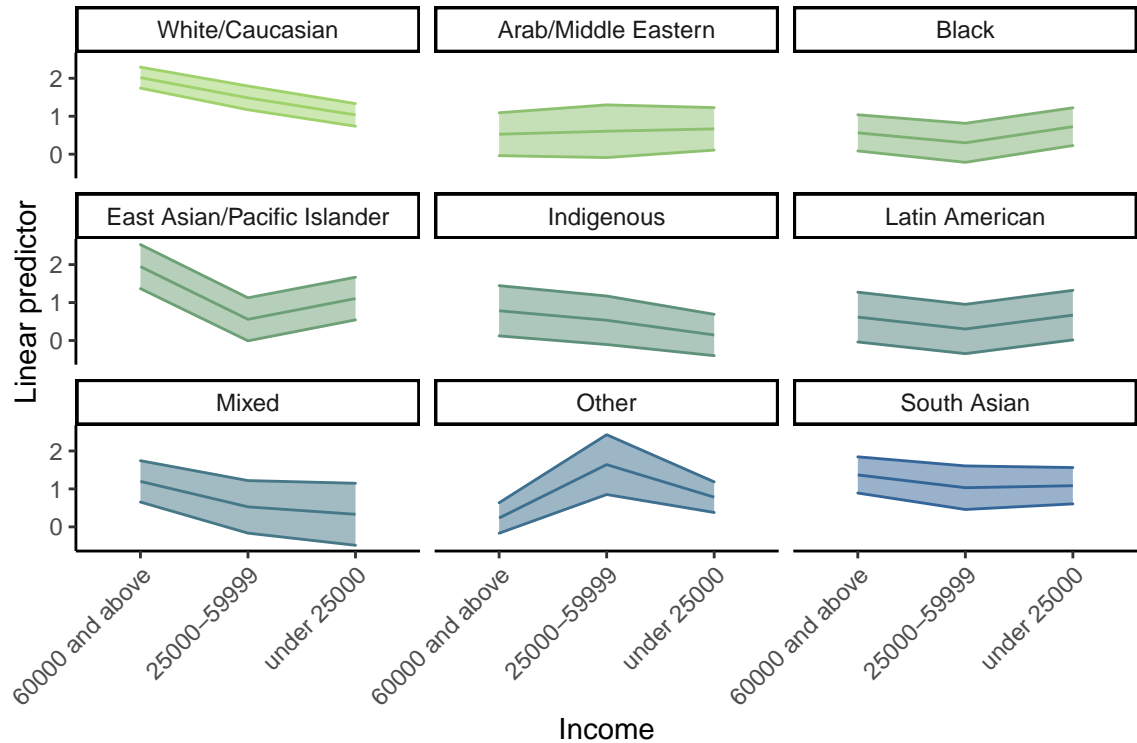 White/Caucasian
Arab/Middle Eastern
Black
2
1
0
East Asian/Pacific Islander
Indigenous
Latin American
2
1
0
Mixed
Other
South Asian
2
1
0
Linear predictor
60000 and above
25000–59999
under 25000
60000 and above
25000–59999
under 25000
60000 and above
25000–59999
under 25000
Income